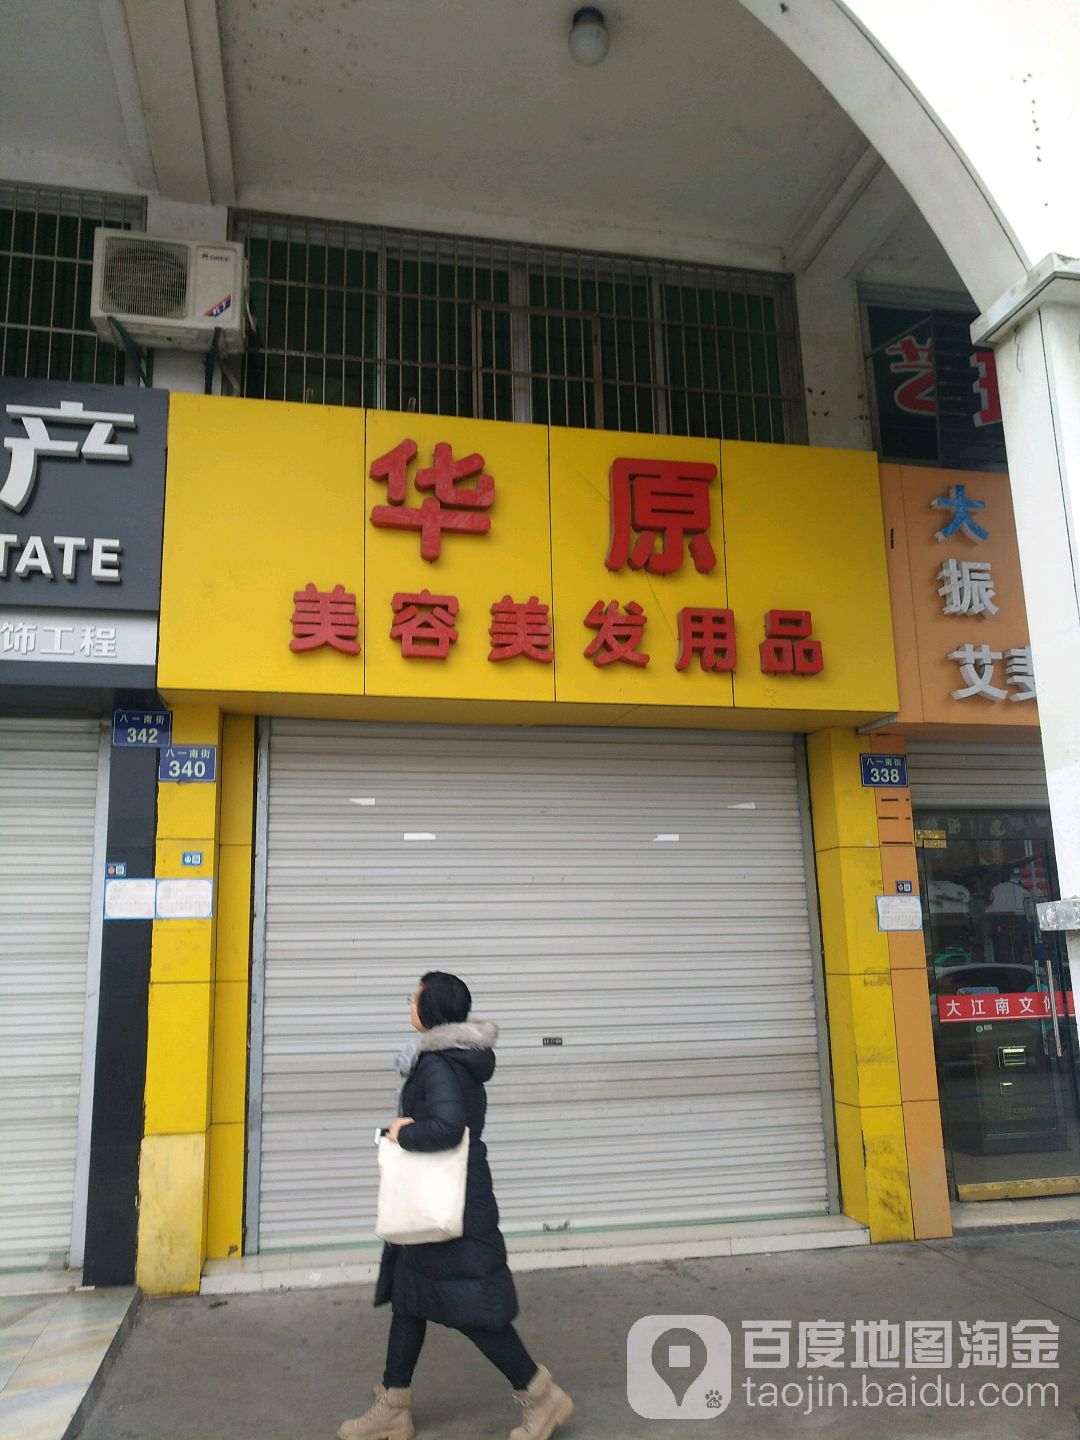 GREE
艺
产
TATE
饰工程
华原
美容美发用品
大
振
艾
八一南街
342
八一南街
340
八一南街
338
大江南文
百度地图淘金
taojin.baidu.com